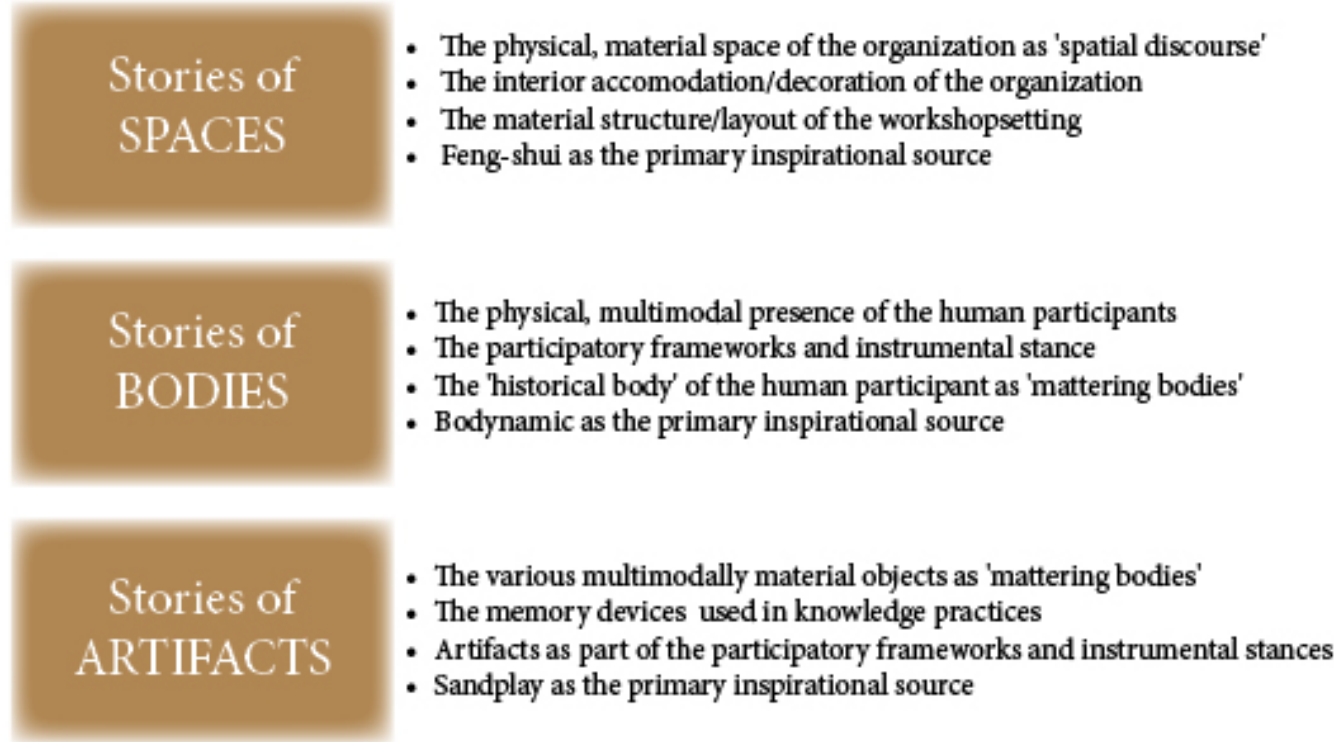 Stories of
SPACES
• The physical, material space of the organization as 'spatial discourse'
• The interior accomodation/decoration of the organization
• The material structure/layout of the workshopsetting
• Feng-shui as the primary inspirational source
Stories of
BODIES
• The physical, multimodal presence of the human participants
• The participatory frameworks and instrumental stance
• The 'historical body' of the human participant as 'mattering bodies'
• Bodynamic as the primary inspirational source
Stories of
ARTIFACTS
• The various multimodally material objects as 'mattering bodies'
• The memory devices used in knowledge practices
• Artifacts as part of the participatory frameworks and instrumental stances
• Sandplay as the primary inspirational source